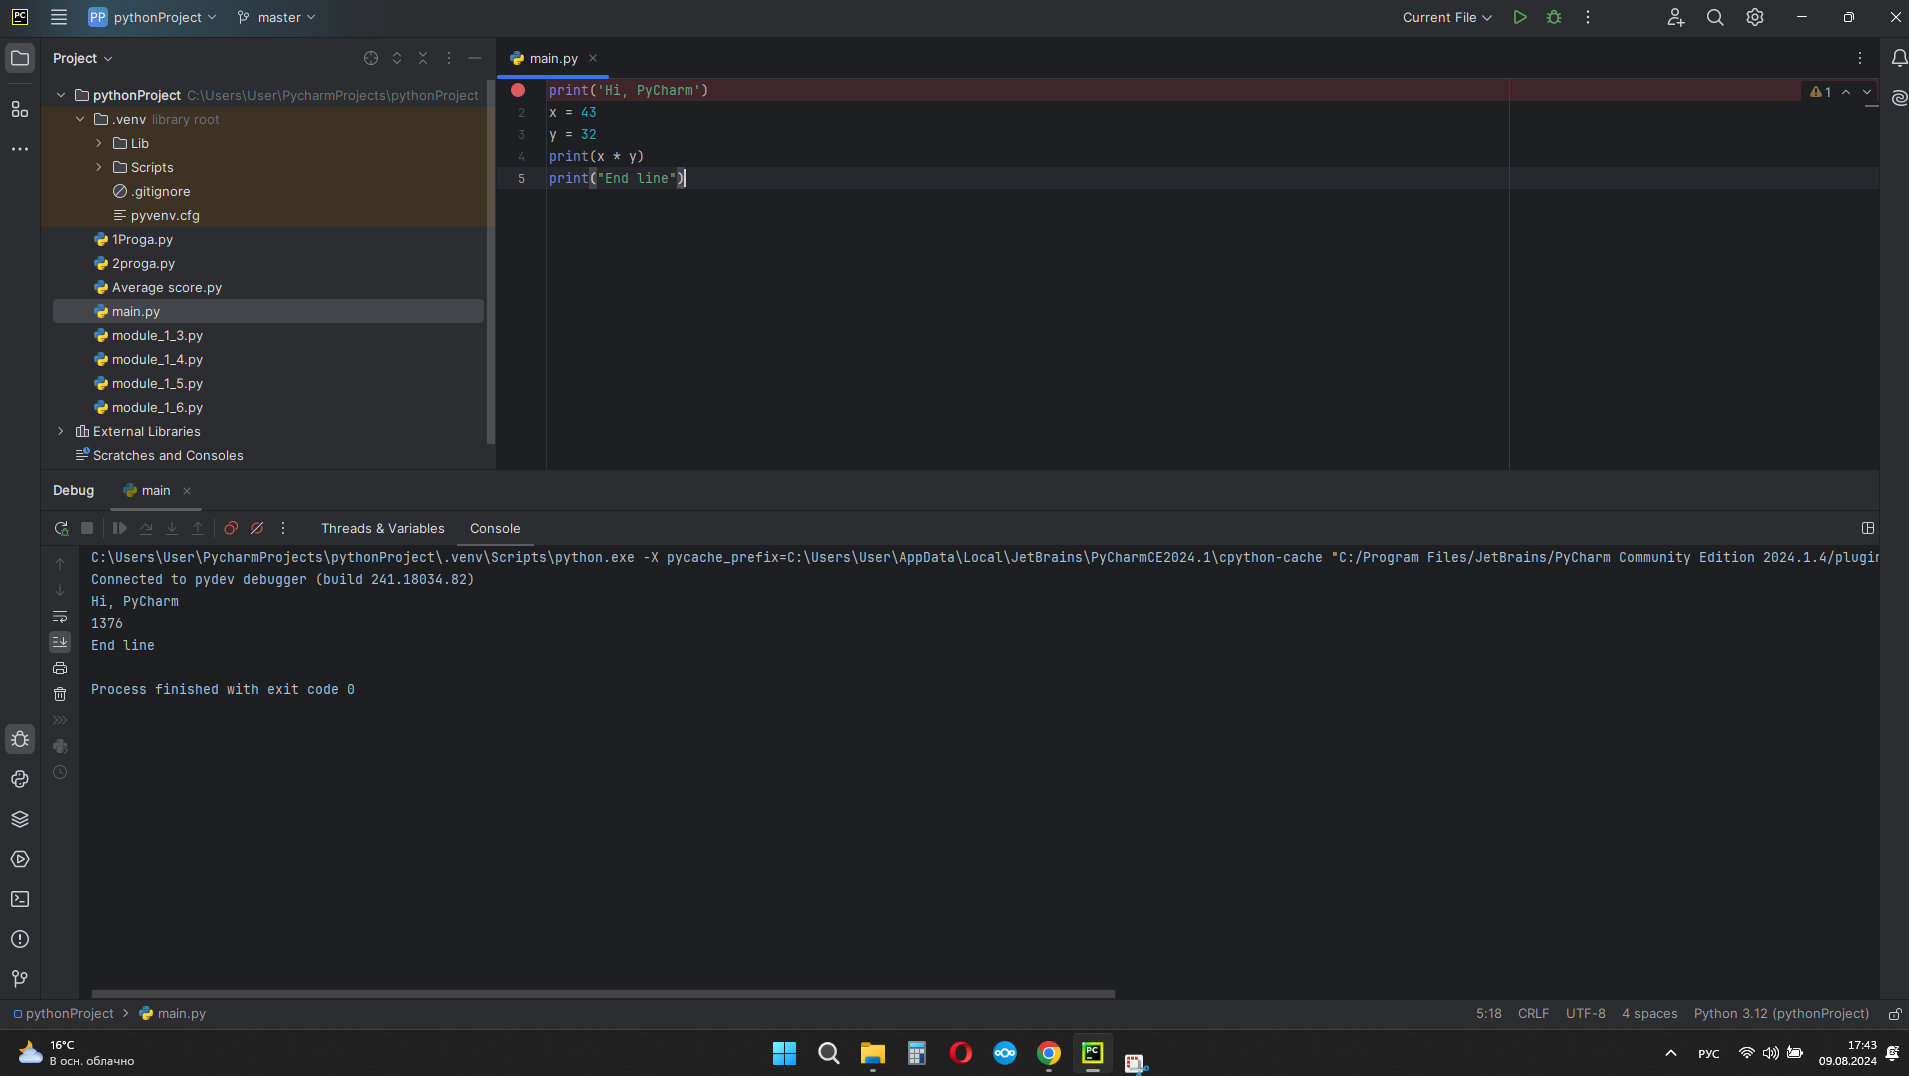 PC PP pythonProject master Current File
Project
main.py
pythonProject C:\Users\User\PycharmProjects\pythonProject
.venv library root
Lib
Scripts
.gitignore
pyvenv.cfg
1Proga.py
2proga.py
Average score.py
main.py
module_1_3.py
module_1_4.py
module_1_5.py
module_1_6.py
External Libraries
Scratches and Consoles
print('Hi, PyCharm')
1
2 x = 43
3 y = 32
4 print(x * y)
5 print("End line")
Debug main
Threads & Variables Console
C:\Users\User\PycharmProjects\pythonProject\.venv\Scripts\python.exe -X pycache_prefix=C:\Users\User\AppData\Local\JetBrains\PyCharmCE2024.1\cpython-cache "C:/Program Files/JetBrains/PyCharm Community Edition 2024.1.4/plugin
Connected to pydev debugger (build 241.18034.82)
Hi, PyCharm
1376
End line
Process finished with exit code 0
pythonProject main.py
5:18 CRLF UTF-8 4 spaces Python 3.12 (pythonProject)
16°C
В осн. облачно
PC
РУС
17:43
09.08.2024